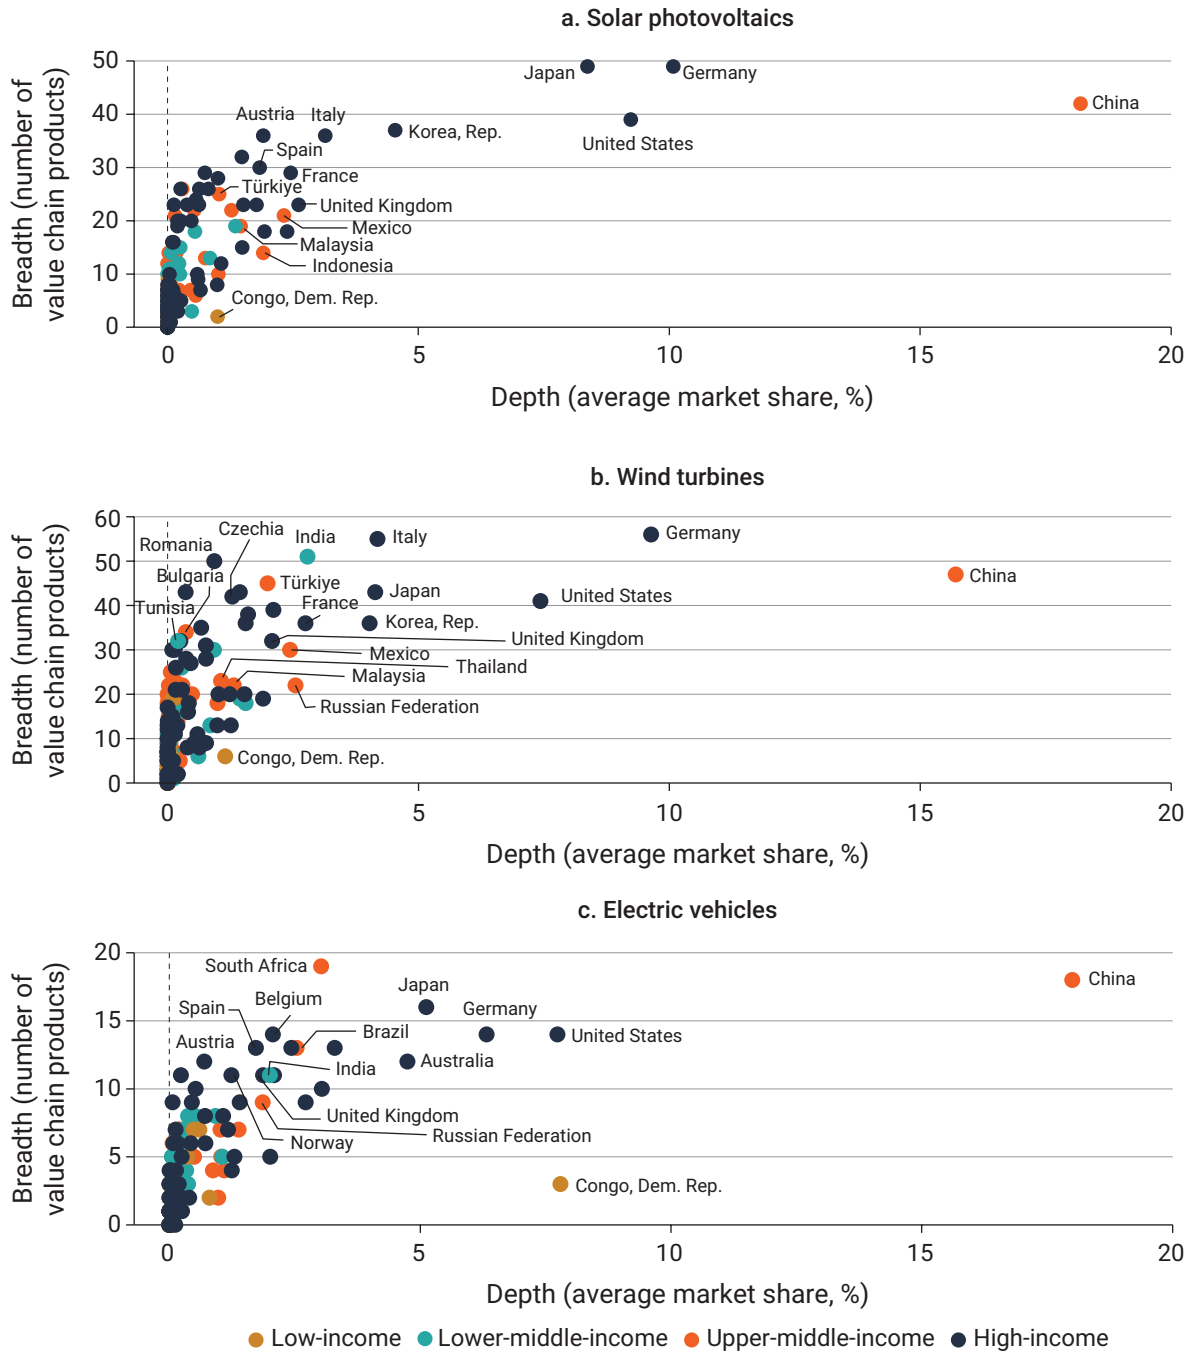 a. Solar photovoltaics
Breadth (number of
value chain products)
50
40
30
20
10
0
Japan
Germany
China
Austria
Italy
Korea, Rep.
United States
Spain
France
Türkiye
United Kingdom
Mexico
Malaysia
Indonesia
Congo, Dem. Rep.
0
5
10
15
20
Depth (average market share, %)
b. Wind turbines
Breadth (number of
value chain products)
60
50
40
30
20
10
0
Czechia
India
Italy
Germany
Romania
Bulgaria
Türkiye
China
Tunisia
France
Japan
United States
Korea, Rep.
United Kingdom
Mexico
Thailand
Malaysia
Russian Federation
Congo, Dem. Rep.
0
5
10
15
20
Depth (average market share, %)
c. Electric vehicles
Breadth (number of
value chain products)
20
15
10
5
0
South Africa
China
Japan
Belgium
Spain
Germany
Brazil
United States
Austria
Australia
India
United Kingdom
Russian Federation
Norway
Congo, Dem. Rep.
0
5
10
15
20
Depth (average market share, %)
Low-income
Lower-middle-income
Upper-middle-income
High-income